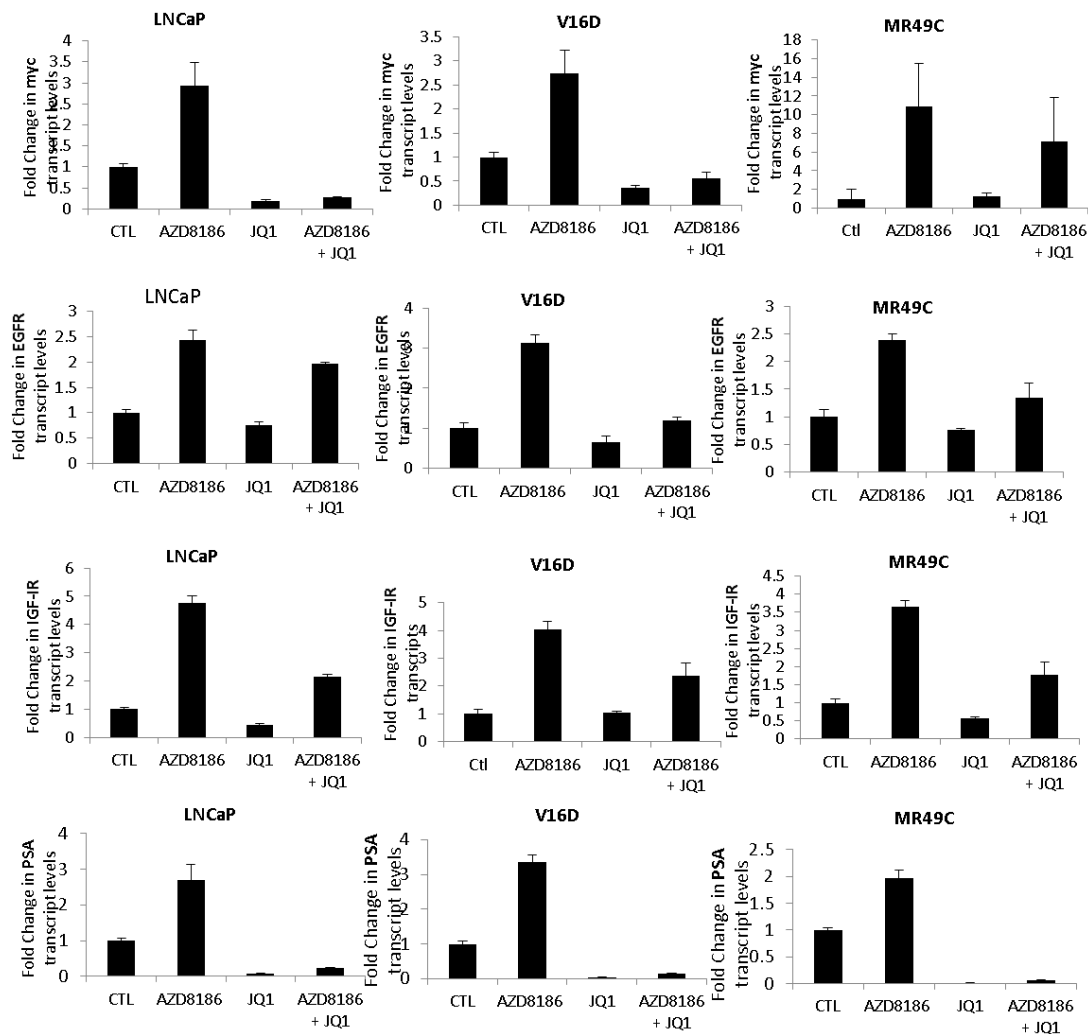 LNCaP
Fold Change in myc
transcript levels
4
3.5
3
2.5
2
1.5
1
0.5
0
CTL AZD8186 JQ1 AZD8186
+ JQ1
V16D
Fold Change in myc
transcript levels
3.5
3
2.5
2
1.5
1
0.5
0
CTL AZD8186 JQ1 AZD8186
+ JQ1
MR49C
Fold Change in myc
transcript levels
18
16
14
12
10
8
6
4
2
0
Ctl AZD8186 JQ1 AZD8186
+ JQ1
LNCaP
Fold Change in EGFR
transcript levels
3
2.5
2
1.5
1
0.5
0
CTL AZD8186 JQ1 AZD8186
+ JQ1
V16D
Fold Change in EGFR
transcript levels
4
3
2
1
0
CTL AZD8186 JQ1 AZD8186
+ JQ1
MR49C
Fold Change in EGFR
transcript levels
3
2.5
2
1.5
1
0.5
0
CTL AZD8186 JQ1 AZD8186
+ JQ1
LNCaP
Fold Change in IGF-IR
transcript levels
6
5
4
3
2
1
0
CTL AZD8186 JQ1 AZD8186
+ JQ1
V16D
Fold Change in IGF-IR
transcripts
5
4
3
2
1
0
Ctl AZD8186 JQ1 AZD8186
+ JQ1
MR49C
Fold Change in IGF-IR
transcript levels
4.5
4
3.5
3
2.5
2
1.5
1
0.5
0
CTL AZD8186 JQ1 AZD8186
+ JQ1
LNCaP
Fold Change in PSA
transcript levels
4
3
2
1
0
CTL AZD8186 JQ1 AZD8186
+ JQ1
V16D
Fold Change in PSA
transcript levels
4
3
2
1
0
CTL AZD8186 JQ1 AZD8186
+ JQ1
MR49C
Fold Change in PSA
transcript levels
2.5
2
1.5
1
0.5
0
CTL AZD8186 JQ1 AZD8186
+ JQ1